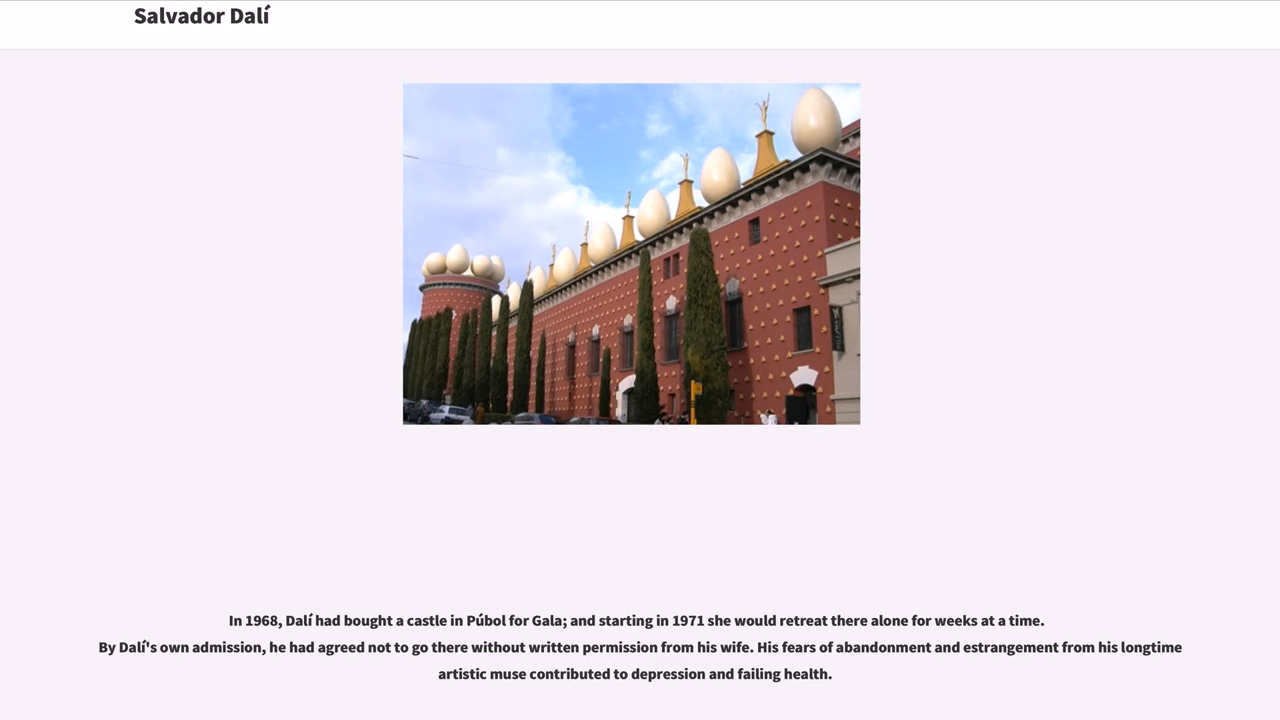 Salvador Dalí
In 1968, Dalí had bought a castle in Púbol for Gala; and starting in 1971 she would retreat there alone for weeks at a time.
By Dalí's own admission, he had agreed not to go there without written permission from his wife. His fears of abandonment and estrangement from his longtime
artistic muse contributed to depression and failing health.